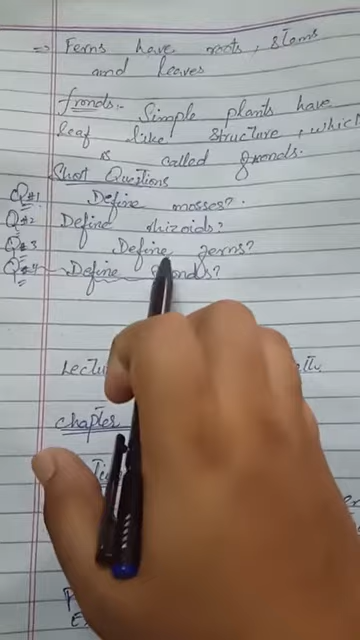 => Ferns have roots, stems
and leaves
fronds:- Simple plants have
leaf like structure, which
is called fronds.
Short Questions
Q#1 Define mosses?
Q#2 Define rhizoids?
Q#3 Define ferns?
Q#4 Define fronds?
chapter